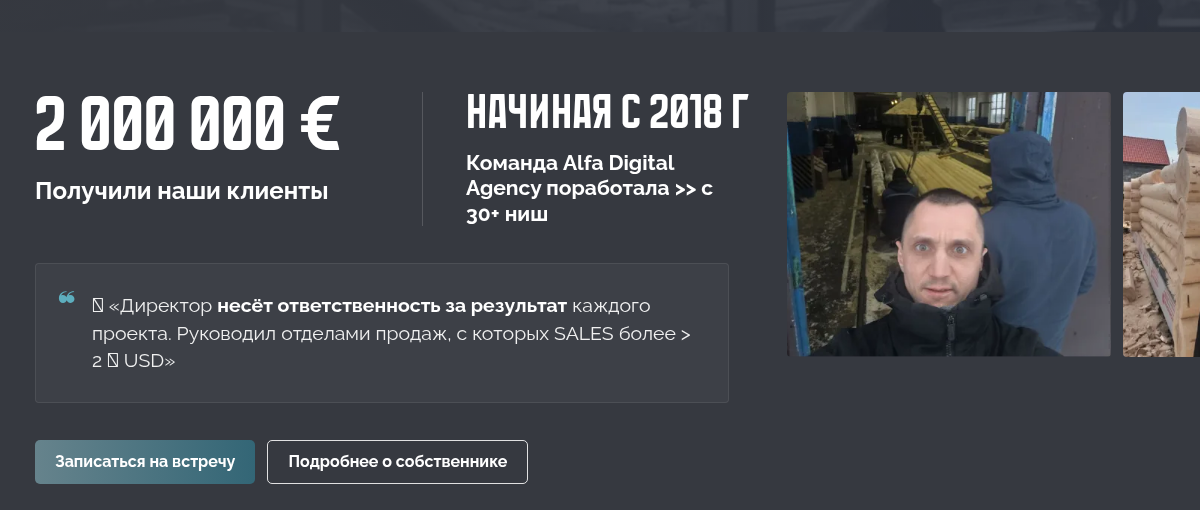 2 000 000 €
Получили наши клиенты
НАЧИНАЯ С 2018 Г
Команда Alfa Digital
Agency поработала >> с
30+ ниш
❝ «Директор несёт ответственность за результат каждого
проекта. Руководил отделами продаж, с которых SALES более >
2 USD»
Записаться на встречу
Подробнее о собственнике